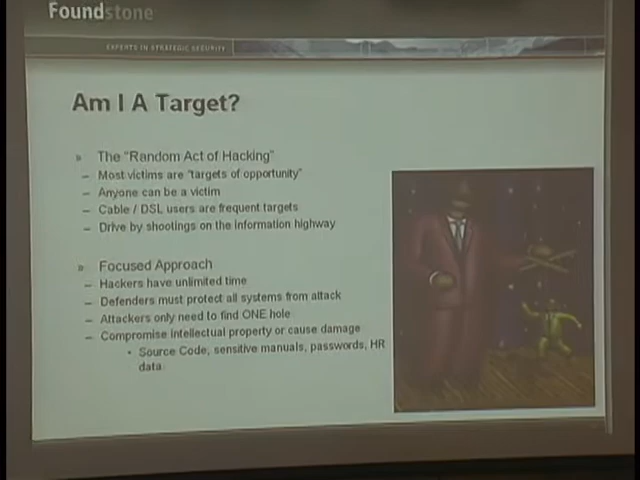 Foundstone
EXPERTS IN STRATEGIC SECURITY
Am I A Target?
» The "Random Act of Hacking"
– Most victims are "targets of opportunity"
– Anyone can be a victim
– Cable / DSL users are frequent targets
– Drive by shootings on the information highway
» Focused Approach
– Hackers have unlimited time
– Defenders must protect all systems from attack
– Attackers only need to find ONE hole
– Compromise intellectual property or cause damage
• Source Code, sensitive manuals, passwords, HR
data